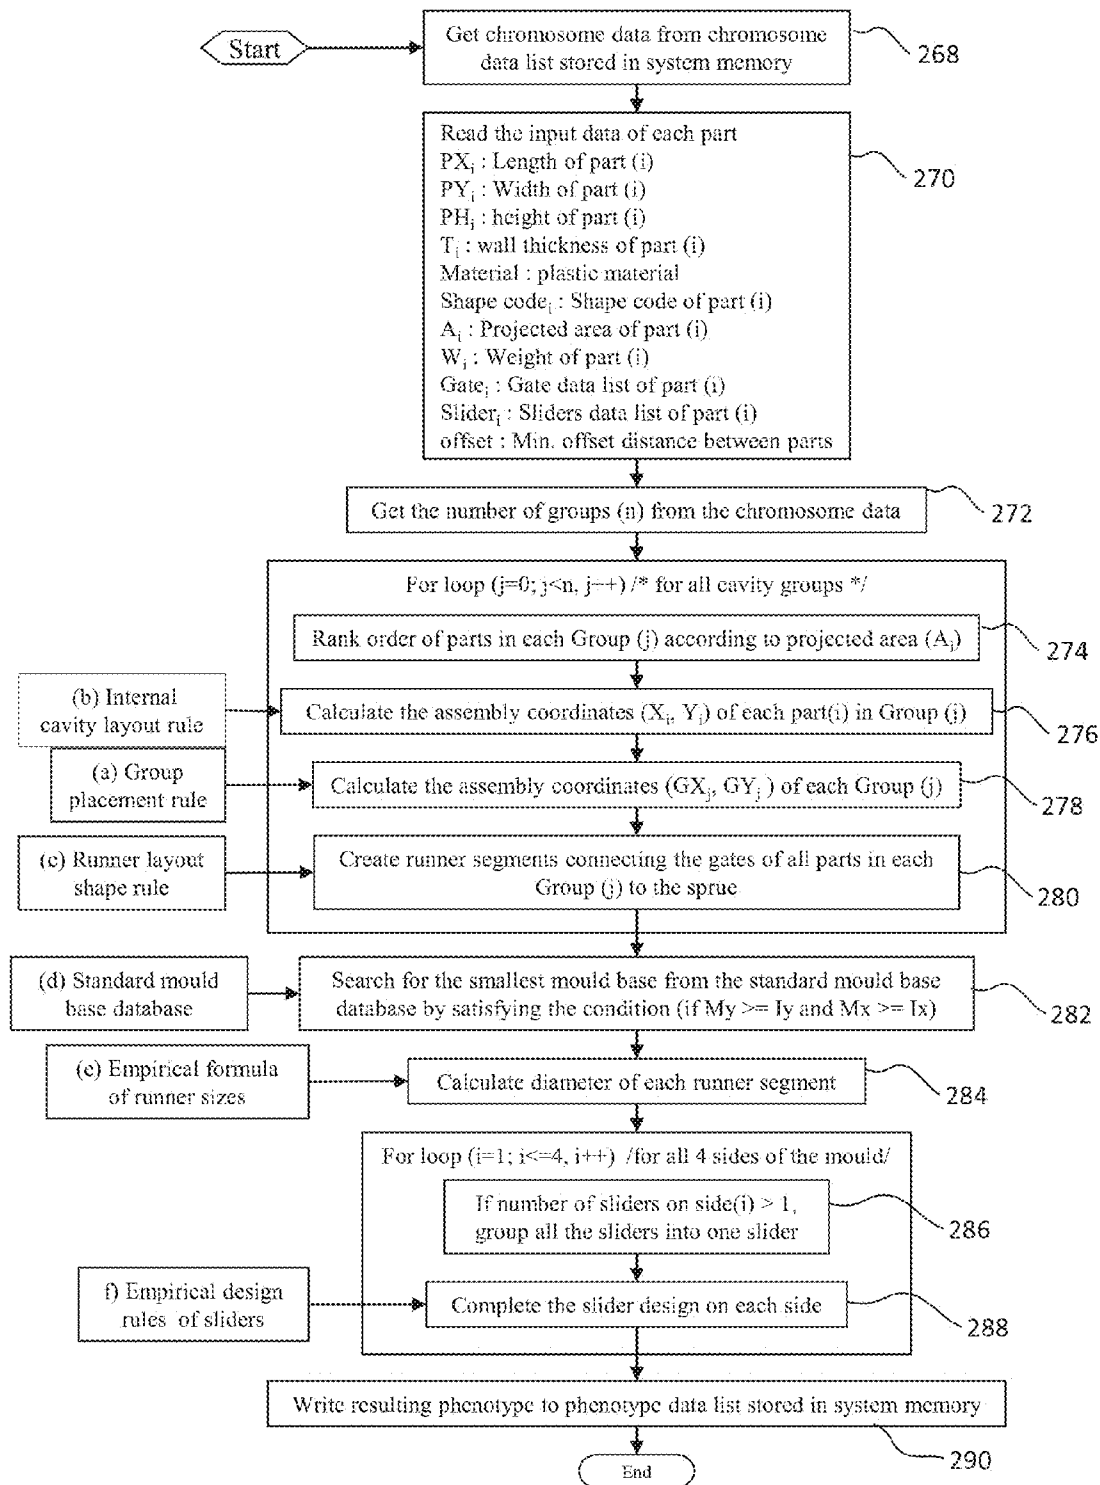 Start
Get chromosome data from chromosome
data list stored in system memory
268
Read the input data of each part
PXi : Length of part (i)
PYi : Width of part (i)
PHi : height of part (i)
Ti : wall thickness of part (i)
Material : plastic material
Shape codei : Shape code of part (i)
Ai : Projected area of part (i)
Wi : Weight of part (i)
Gatei : Gate data list of part (i)
Slideri : Sliders data list of part (i)
offset : Min. offset distance between parts
270
Get the number of groups (n) from the chromosome data
272
For loop (j=0; j<n, j++) /* for all cavity groups */
Rank order of parts in each Group (j) according to projected area (Ai)
274
(b) Internal
cavity layout rule
Calculate the assembly coordinates (Xi, Yi) of each part(i) in Group (j)
276
(a) Group
placement rule
Calculate the assembly coordinates (GXj, GYj ) of each Group (j)
278
(c) Runner layout
shape rule
Create runner segments connecting the gates of all parts in each
Group (j) to the sprue
280
(d) Standard mould
base database
Search for the smallest mould base from the standard mould base
database by satisfying the condition (if My >= Iy and Mx >= Ix)
282
(e) Empirical formula
of runner sizes
Calculate diameter of each runner segment
284
For loop (i=1; i<=4, i++) /for all 4 sides of the mould/
If number of sliders on side(i) > 1,
group all the sliders into one slider
286
f) Empirical design
rules of sliders
Complete the slider design on each side
288
Write resulting phenotype to phenotype data list stored in system memory
290
End